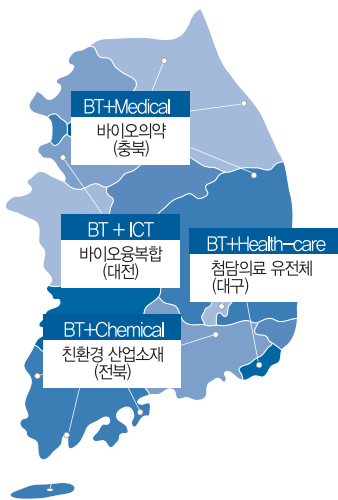 BT+Medical
바이오의약
(충북)
BT + ICT
바이오융복합
(대전)
BT+Health-care
첨담의료 유전체
(대구)
BT+Chemical
친환경 산업소재
(전북)